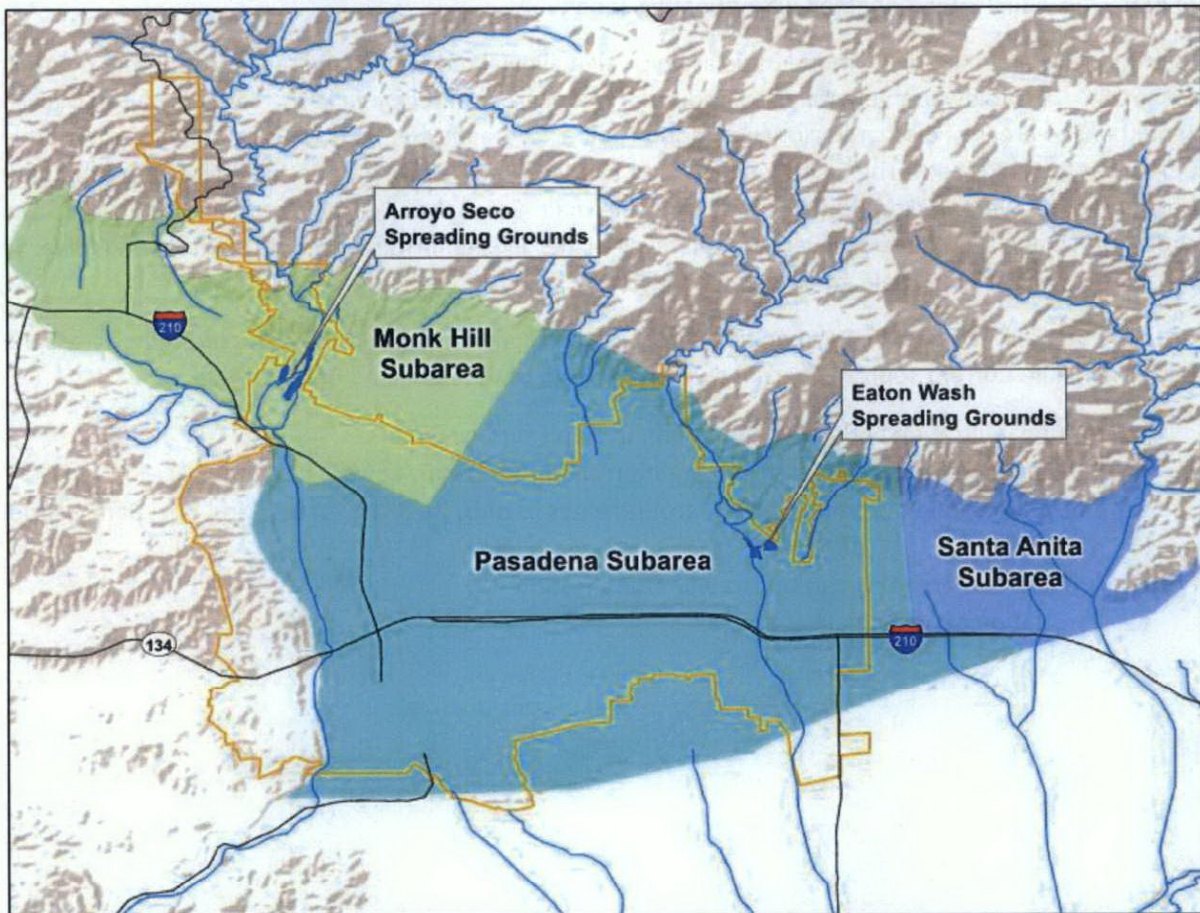 Arroyo Seco
Spreading Grounds
210
Monk Hill
Subarea
Eaton Wash
Spreading Grounds
Pasadena Subarea
Santa Anita
Subarea
134
210